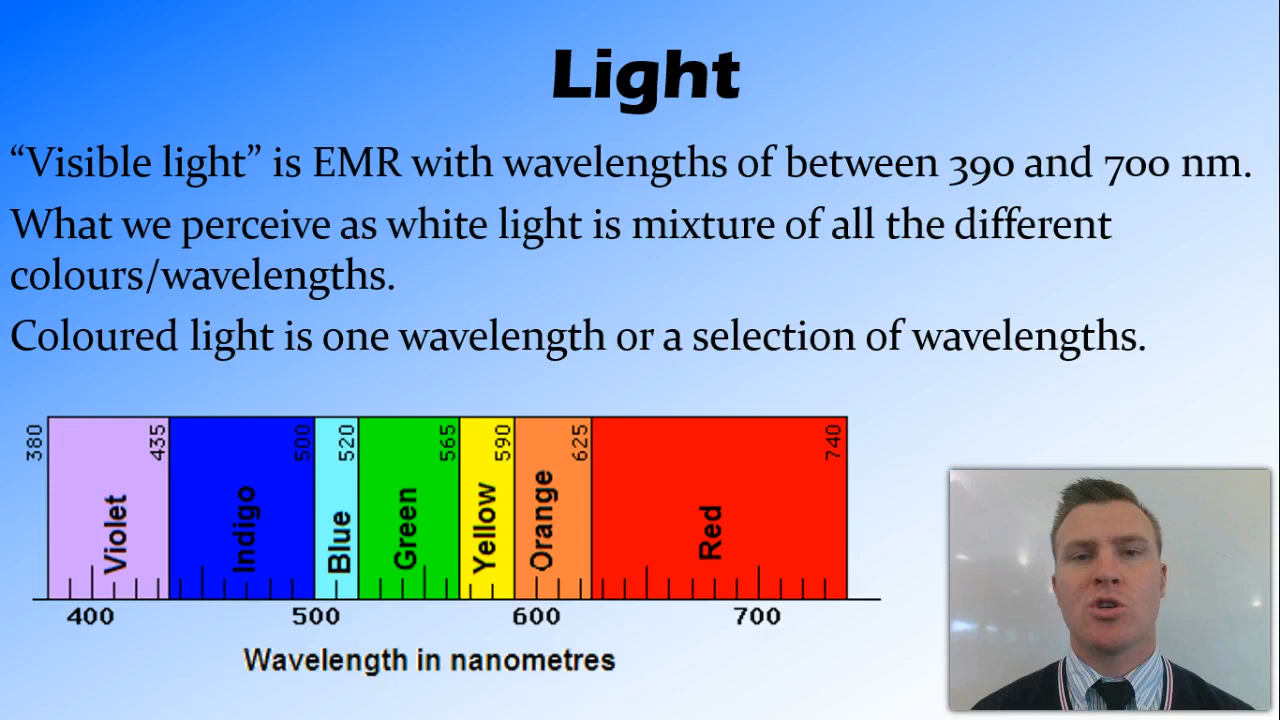 Light
“Visible light” is EMR with wavelengths of between 390 and 700 nm.
What we perceive as white light is mixture of all the different
colours/wavelengths.
Coloured light is one wavelength or a selection of wavelengths.
380 435 500 520 565 590 625 740
Violet Indigo Blue Green Yellow Orange Red
400 500 600 700
Wavelength in nanometres